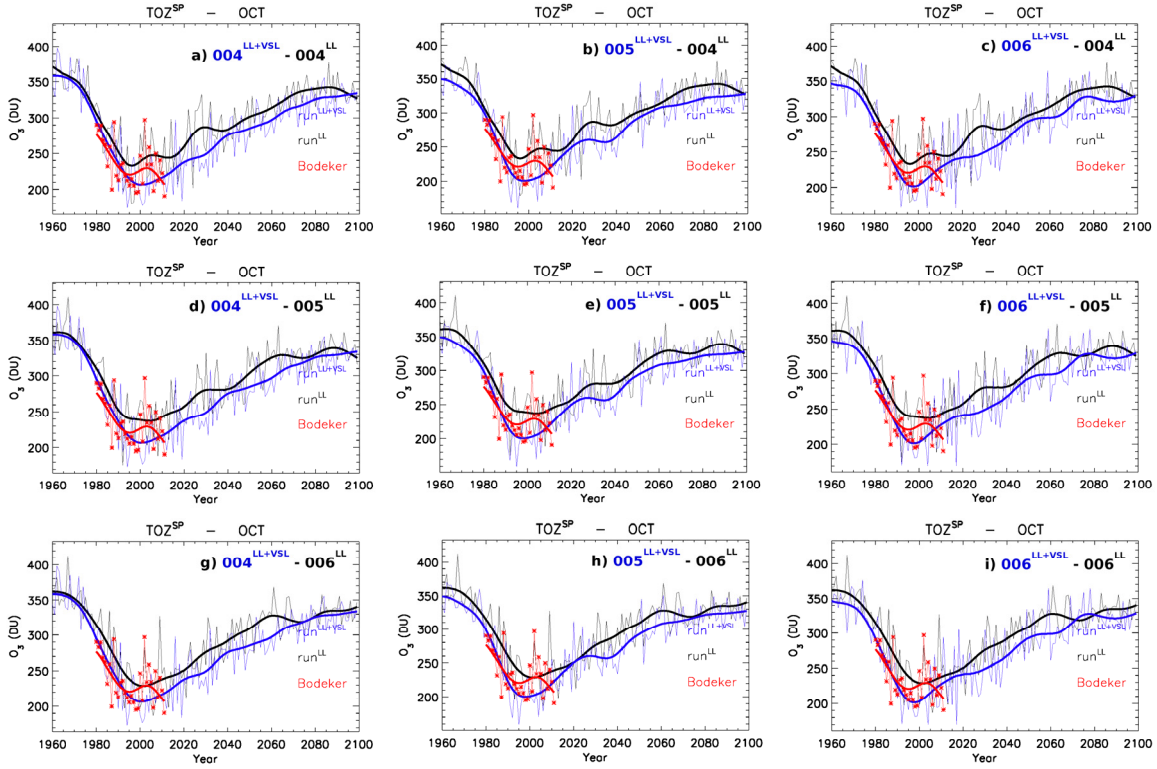 TOZ^SP – OCT
a) 004^LL+VSL - 004^LL
O₃ (DU)
400
350
300
250
200
run^LL+VSL
run^LL
Bodeker
1960 1980 2000 2020 2040 2060 2080 2100
Year
TOZ^SP – OCT
b) 005^LL+VSL - 004^LL
O₃ (DU)
400
350
300
250
200
run^LL+VSL
run^LL
Bodeker
1960 1980 2000 2020 2040 2060 2080 2100
Year
TOZ^SP – OCT
c) 006^LL+VSL - 004^LL
O₃ (DU)
400
350
300
250
200
run^LL+VSL
run^LL
Bodeker
1960 1980 2000 2020 2040 2060 2080 2100
Year
TOZ^SP – OCT
d) 004^LL+VSL - 005^LL
O₃ (DU)
400
350
300
250
200
run^LL+VSL
run^LL
Bodeker
1960 1980 2000 2020 2040 2060 2080 2100
Year
TOZ^SP – OCT
e) 005^LL+VSL - 005^LL
O₃ (DU)
400
350
300
250
200
run^LL+VSL
run^LL
Bodeker
1960 1980 2000 2020 2040 2060 2080 2100
Year
TOZ^SP – OCT
f) 006^LL+VSL - 005^LL
O₃ (DU)
400
350
300
250
200
run^LL+VSL
run^LL
Bodeker
1960 1980 2000 2020 2040 2060 2080 2100
Year
TOZ^SP – OCT
g) 004^LL+VSL - 006^LL
O₃ (DU)
400
350
300
250
200
run^LL+VSL
run^LL
Bodeker
1960 1980 2000 2020 2040 2060 2080 2100
Year
TOZ^SP – OCT
h) 005^LL+VSL - 006^LL
O₃ (DU)
400
350
300
250
200
run^LL+VSL
run^LL
Bodeker
1960 1980 2000 2020 2040 2060 2080 2100
Year
TOZ^SP – OCT
i) 006^LL+VSL - 006^LL
O₃ (DU)
400
350
300
250
200
run^LL+VSL
run^LL
Bodeker
1960 1980 2000 2020 2040 2060 2080 2100
Year